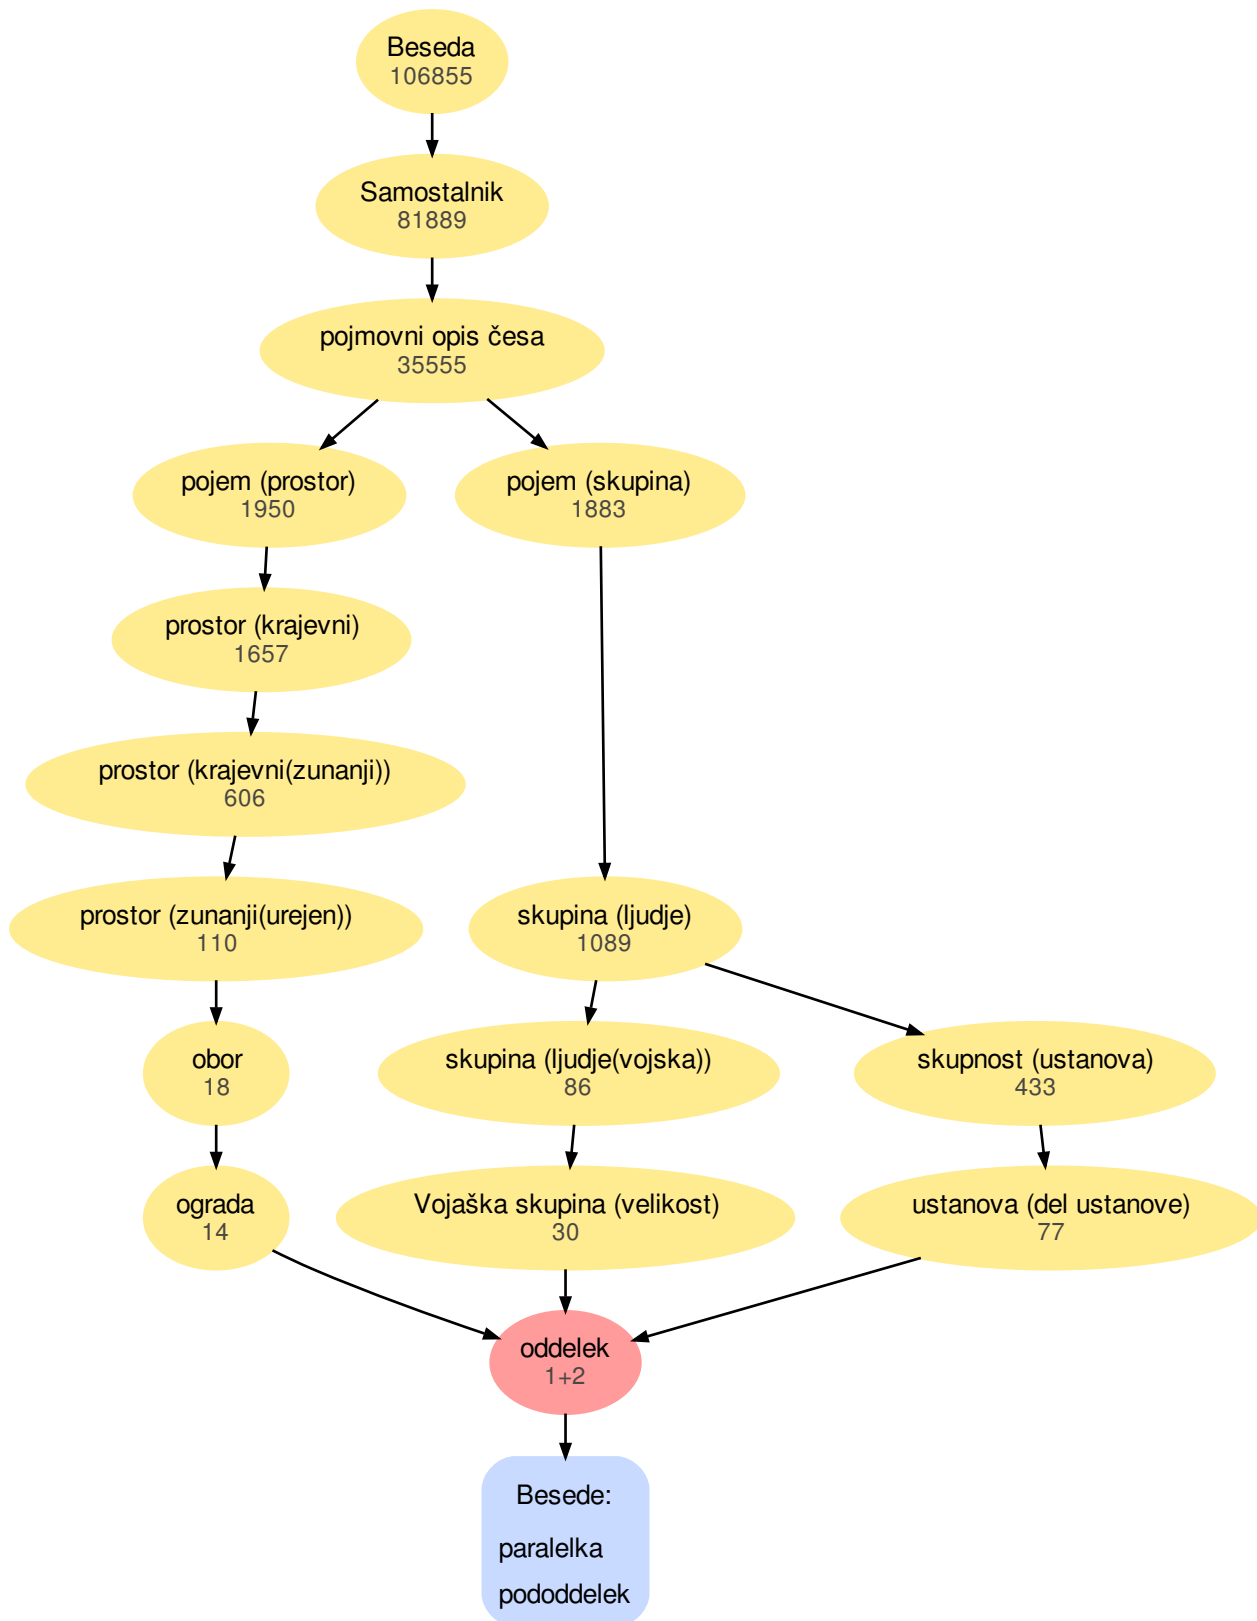 Beseda
106855
Samostalnik
81889
pojmovni opis česa
35555
pojem (prostor)
1950
pojem (skupina)
1883
prostor (krajevni)
1657
prostor (krajevni(zunanji))
606
prostor (zunanji(urejen))
110
skupina (ljudje)
1089
obor
18
skupina (ljudje(vojska))
86
skupnost (ustanova)
433
ograda
14
Vojaška skupina (velikost)
30
ustanova (del ustanove)
77
oddelek
1+2
Besede:
paralelka
pododdelek